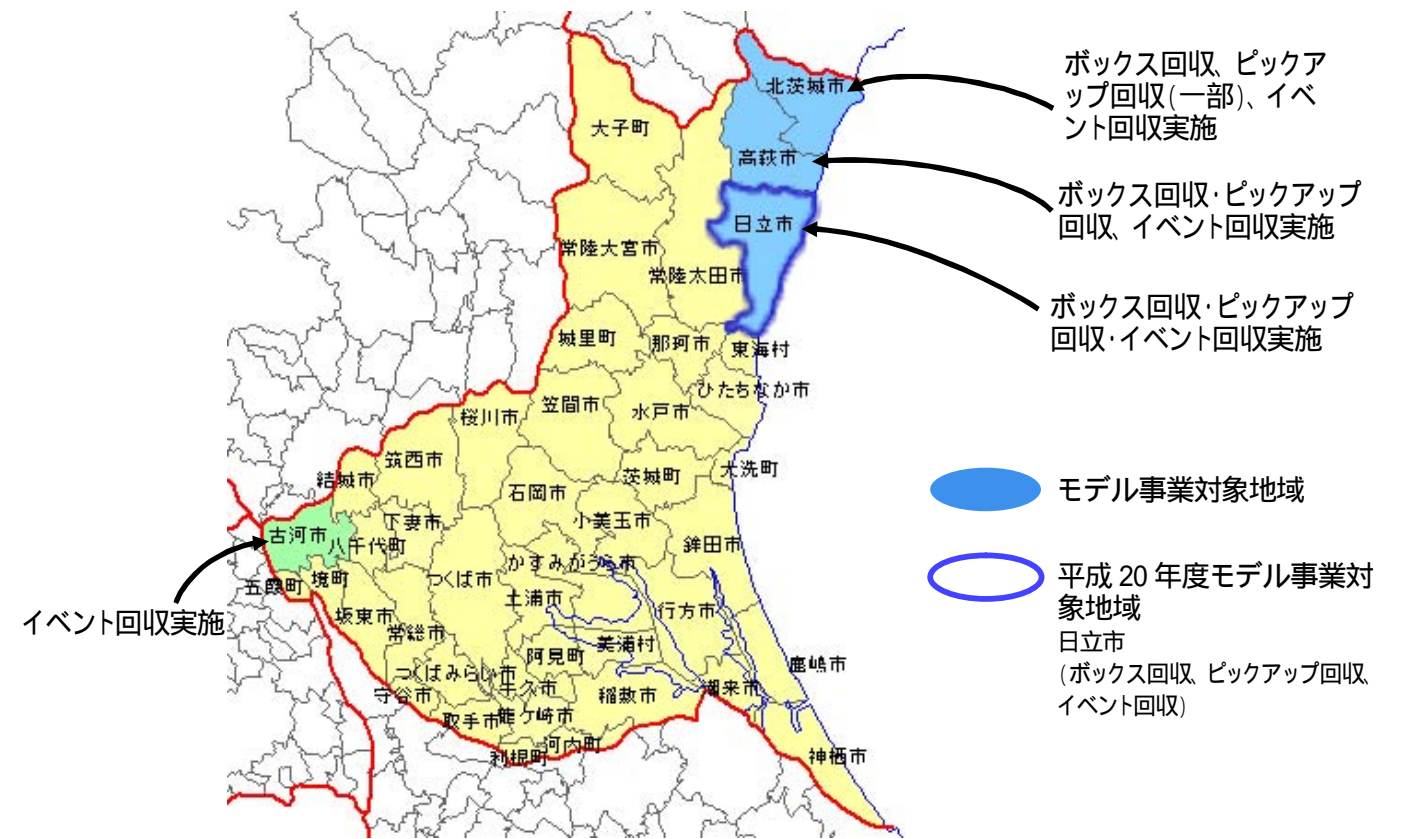 ボックス回収、ピックア
ップ回収(一部)、イベ
ント回収実施
北茨城市
大子町
高萩市
ボックス回収・ピックアップ
回収、イベント回収実施
日立市
常陸大宮市
常陸太田市
ボックス回収・ピックアップ
回収・イベント回収実施
城里町
那珂市
東海村
ひたちなか市
笠間市
水戸市
桜川市
筑西市
結城市
茨城町
大洗町
石岡市
モデル事業対象地域
小美玉市
下妻市
古河市
八千代町
鉾田市
かすみがうら市
つくば市
五霞町
境町
平成 20 年度モデル事業対
象地域
日立市
(ボックス回収、ピックアップ回収、
イベント回収)
土浦市
行方市
坂東市
イベント回収実施
常総市
美浦村
阿見町
鹿嶋市
つくばみらい市
牛久市
守谷市
稲敷市
潮来市
取手市
龍ケ崎市
河内町
利根町
神栖市